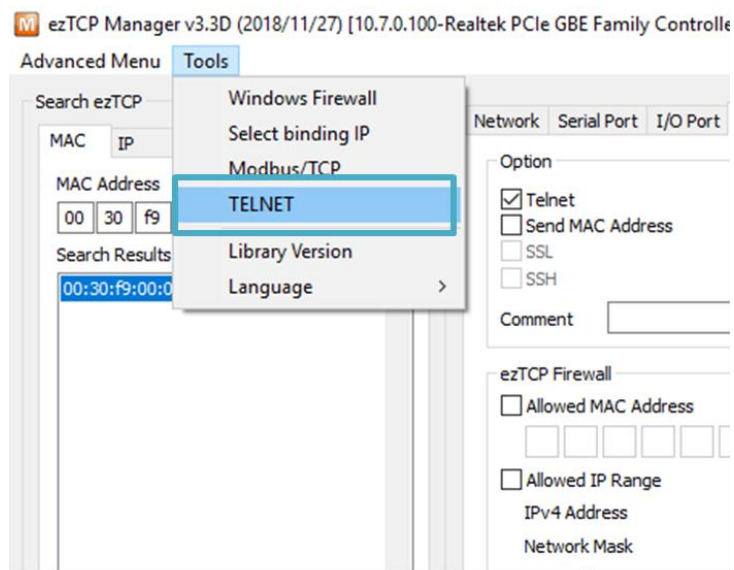 M ezTCP Manager v3.3D (2018/11/27) [10.7.0.100-Realtek PCIe GBE Family Controlle
Advanced Menu Tools
Search ezTCP
MAC IP
MAC Address
00 30 f9
Search Results
00:30:f9:00:0
Windows Firewall
Select binding IP
Modbus/TCP
TELNET
Library Version
Language >
Network Serial Port I/O Port
Option
Telnet
Send MAC Address
SSL
SSH
Comment
ezTCP Firewall
Allowed MAC Address
Allowed IP Range
IPv4 Address
Network Mask